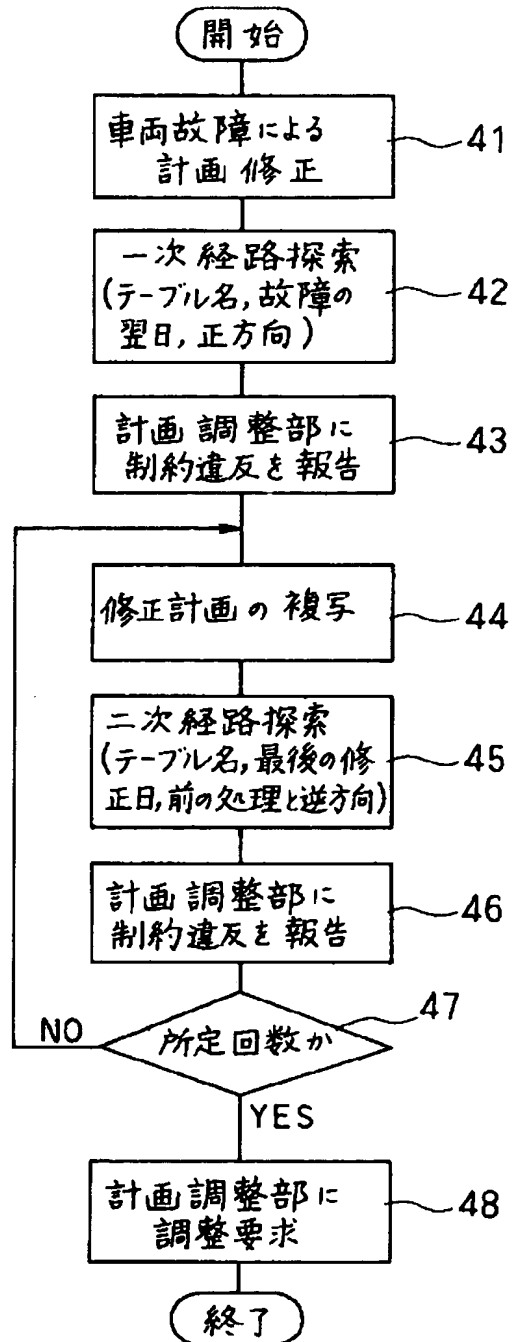 開始
車両故障による
計画修正
41
一次経路探索
(テーブル名,故障の
翌日,正方向)
42
計画調整部に
制約違反を報告
43
修正計画の複写
44
二次経路探索
(テーブル名,最後の修
正日,前の処理と逆方向)
45
計画調整部に
制約違反を報告
46
所定回数か
47
NO
YES
計画調整部に
調整要求
48
終了